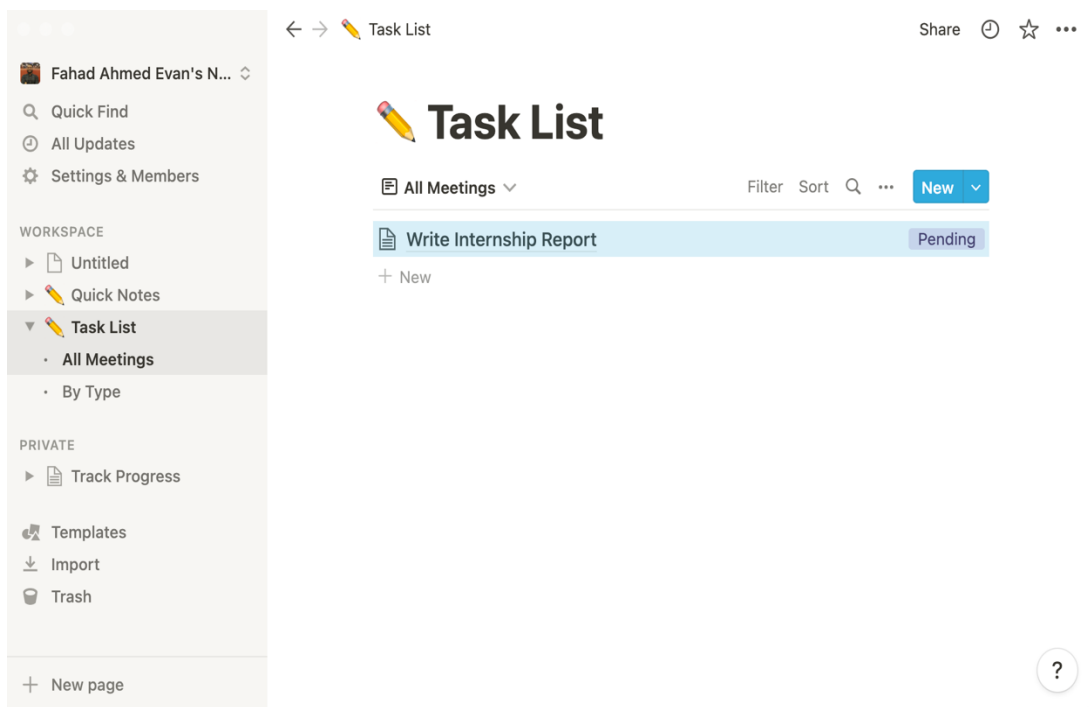 Fahad Ahmed Evan's N...
Quick Find
All Updates
Settings & Members
WORKSPACE
Untitled
Quick Notes
Task List
All Meetings
By Type
PRIVATE
Track Progress
Templates
Import
Trash
New page
Task List
Share
Task List
All Meetings
Filter Sort New
Write Internship Report Pending
New
?